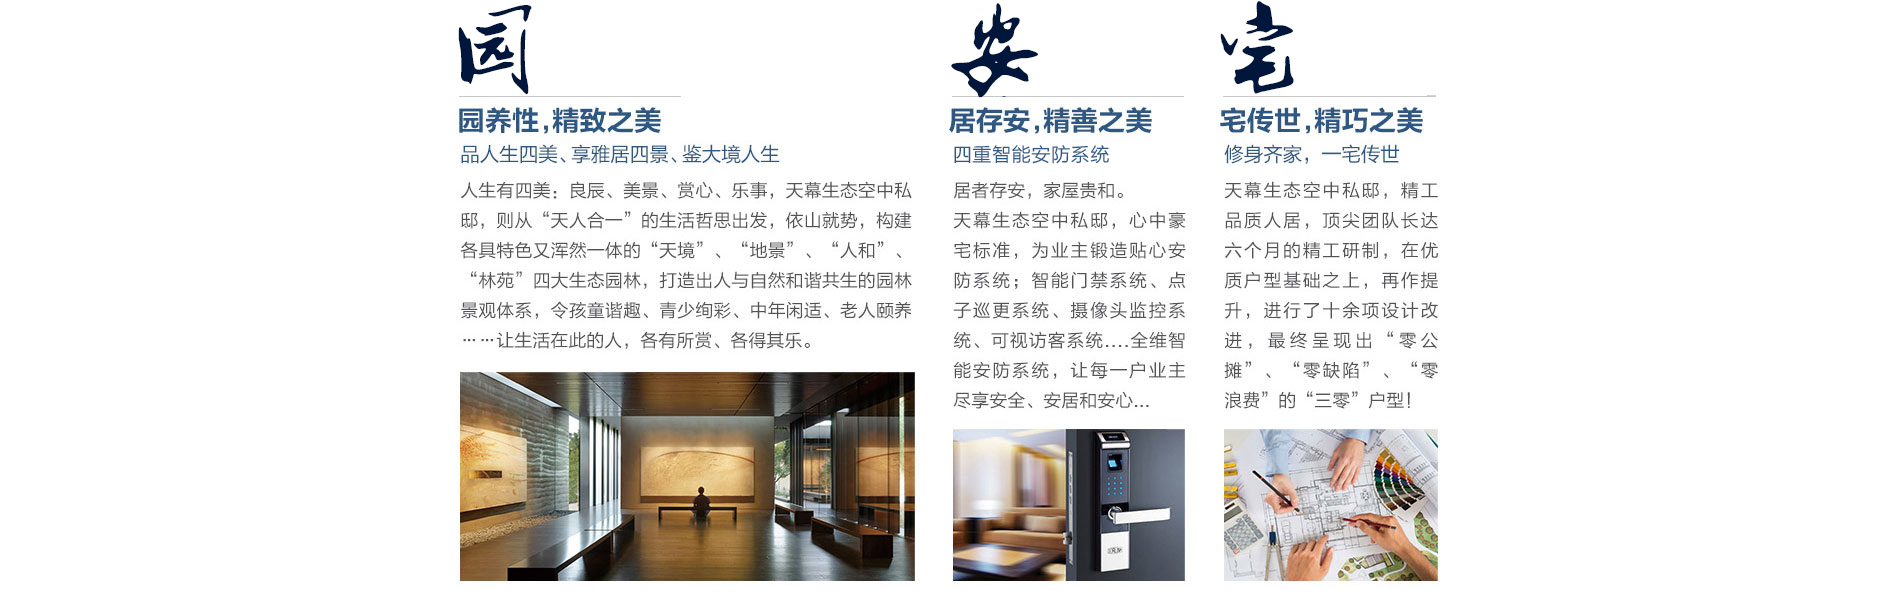 园
园养性,精致之美
品人生四美、享雅居四景、鉴大境人生
人生有四美：良辰、美景、赏心、乐事，天幕生态空中私
邸，则从“天人合一”的生活哲思出发，依山就势，构建
各具特色又浑然一体的“天境”、“地景”、“人和”、
“林苑”四大生态园林，打造出人与自然和谐共生的园林
景观体系，令孩童谐趣、青少绚彩、中年闲适、老人颐养
……让生活在此的人，各有所赏、各得其乐。
安
居存安,精善之美
四重智能安防系统
居者存安，家屋贵和。
天幕生态空中私邸，心中豪
宅标准，为业主锻造贴心安
防系统；智能门禁系统、点
子巡更系统、摄像头监控系
统、可视访客系统....全维智
能安防系统，让每一户业主
尽享安全、安居和安心...
宅
宅传世,精巧之美
修身齐家，一宅传世
天幕生态空中私邸，精工
品质人居，顶尖团队长达
六个月的精工研制，在优
质户型基础之上，再作提
升，进行了十余项设计改
进，最终呈现出“零公
摊”、“零缺陷”、“零
浪费”的“三零”户型！